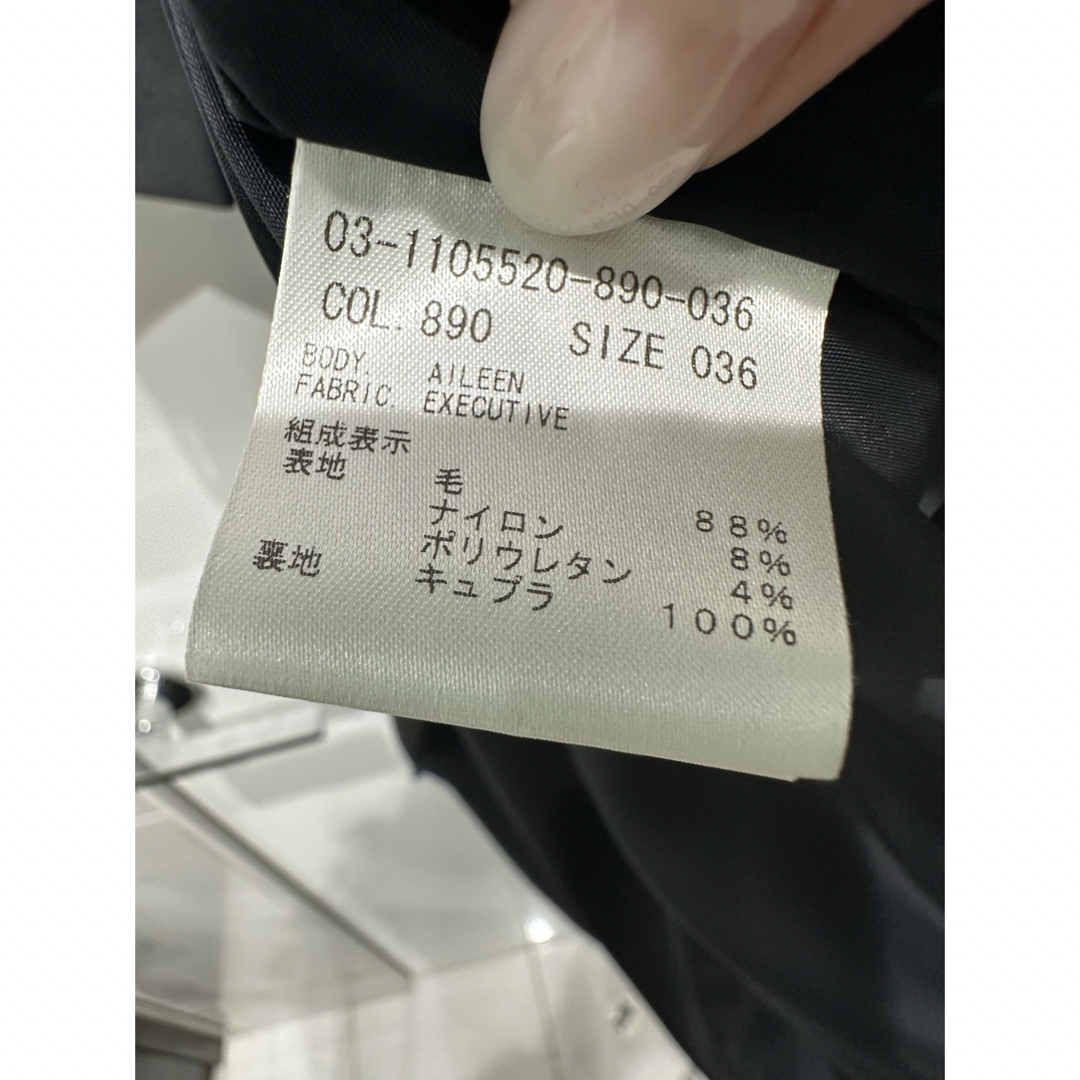 03-1105520-890-036
COL. 890 SIZE 036
BODY. AILEEN
FABRIC. EXECUTIVE
組成表示
表地 毛 88%
ナイロン 8%
ポリウレタン 4%
裏地 キュプラ 100%